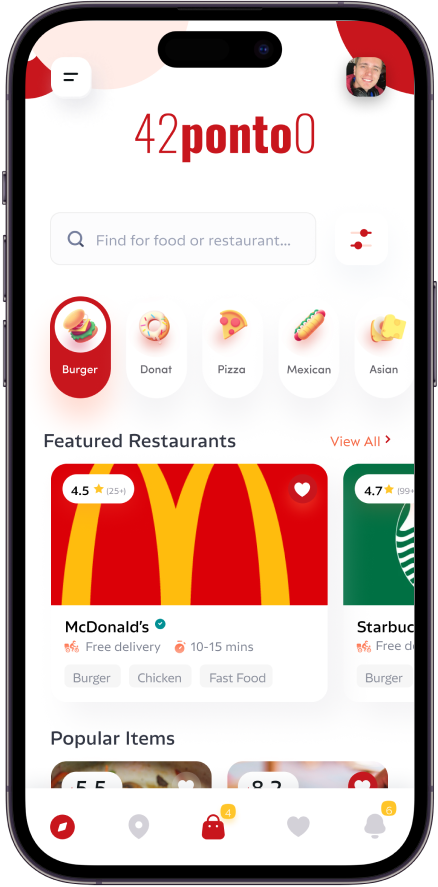 42ponto0
Find for food or restaurant...
Burger
Donat
Pizza
Mexican
Asian
Featured Restaurants
View All
4.5 (25+)
4.7 (99+
McDonald's
Starbuc
Free delivery
10-15 mins
Free de
Burger
Chicken
Fast Food
Burger
Popular Items
5.5
8.2
4
6